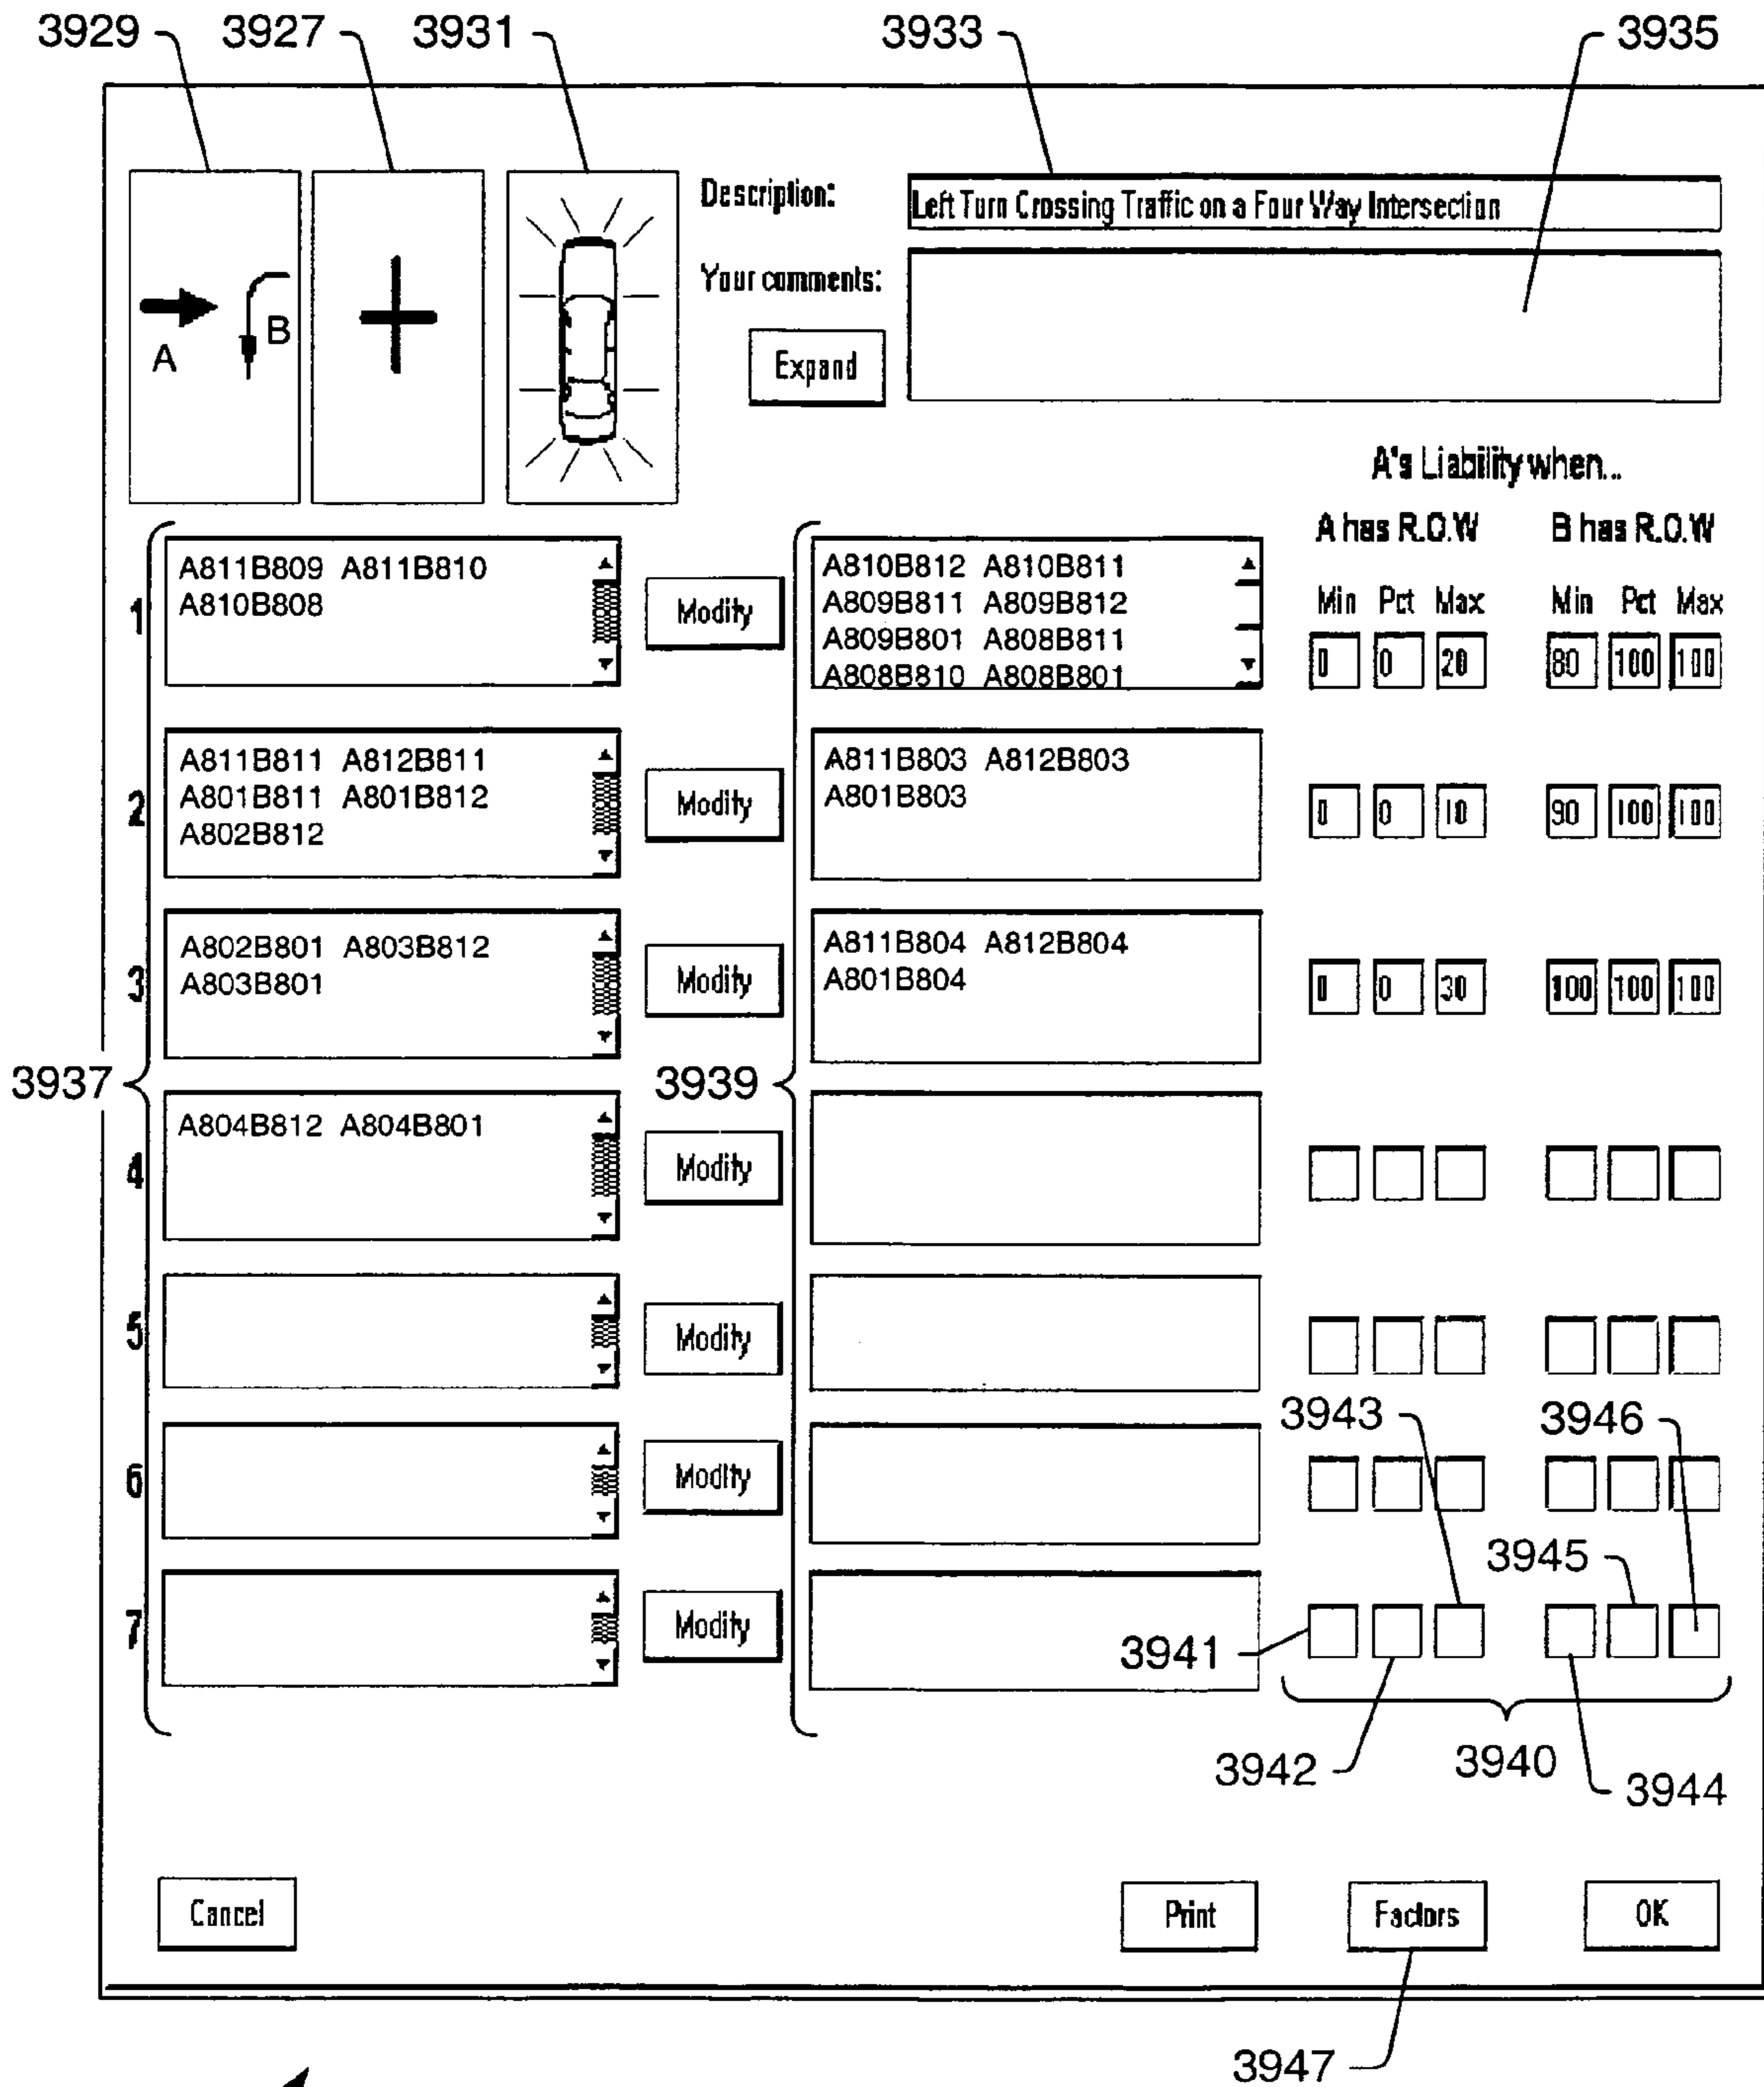 3929 3927 3931 3933 3935
Description: Left Turn Crossing Traffic on a Four Way Intersection
Your comments:
A B
Expand
A's Liability when...
A has R.O.W B has R.O.W
Min Pct Max Min Pct Max
1
A811B809 A811B810
A810B808
Modify
A810B812 A810B811
A809B811 A809B812
A809B801 A808B811
A808B810 A808B801
0 0 20 80 100 100
2
A811B811 A812B811
A801B811 A801B812
A802B812
Modify
A811B803 A812B803
A801B803
0 0 10 90 100 100
3
A802B801 A803B812
A803B801
Modify
A811B804 A812B804
A801B804
0 0 30 100 100 100
3937 3939
4
A804B812 A804B801
Modify
5
Modify
3943 3946
6
Modify
3945
7
Modify
3941
3942 3940 3944
Cancel Print Factors OK
3947